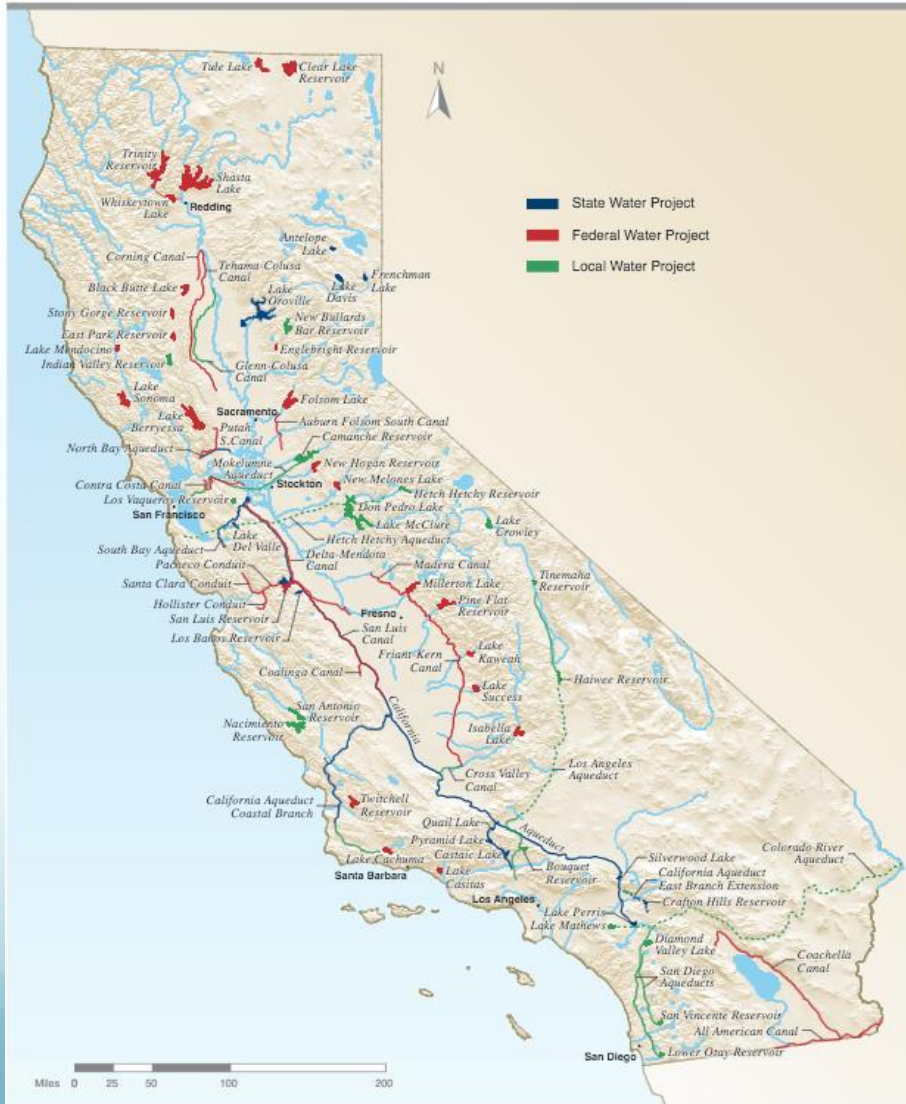 Tule Lake
Clear Lake
Reservoir
N
Trinity
Reservoir
Shasta
Lake
Whiskeytown
Lake
Redding
State Water Project
Federal Water Project
Local Water Project
Antelope
Lake
Corning Canal
Tehama-Colusa
Canal
Frenchman
Lake
Lake
Davis
Black Butte Lake
Lake
Oroville
Stony Gorge Reservoir
New Bullards
Bar Reservoir
East Park Reservoir
Lake Mendocino
Englebright Reservoir
Indian Valley Reservoir
Glenn-Colusa
Canal
Lake
Sonoma
Folsom Lake
Lake
Berryessa
Sacramento
Putah
S.Canal
Auburn Folsom South Canal
Camanche Reservoir
North Bay Aqueduct
Mokelumne
Aqueduct
New Hogan Reservoir
Contra Costa Canal
Stockton
New Melones Lake
Los Vaqueros Reservoir
Hetch Hetchy Reservoir
San Francisco
Don Pedro Lake
Lake McClure
Lake
Crowley
Lake
Del Valle
Hetch Hetchy Aqueduct
South Bay Aqueduct
Delta-Mendota
Canal
Pacheco Conduit
Madera Canal
Santa Clara Conduit
Millerton Lake
Tinemaha
Reservoir
Hollister Conduit
Pine Flat
Reservoir
San Luis Reservoir
Fresno
Los Banos Reservoir
San Luis
Canal
Friant-Kern
Canal
Lake
Kaweah
Coalinga Canal
Haiwee Reservoir
Lake
Success
San Antonio
Reservoir
Nacimiento
Reservoir
California
Isabella
Lake
Los Angeles
Aqueduct
Cross Valley
Canal
California Aqueduct
Coastal Branch
Twitchell
Reservoir
Quail Lake
Aqueduct
Pyramid Lake
Castaic Lake
Lake Cachuma
Silverwood Lake
Colorado River
Aqueduct
Santa Barbara
Lake
Casitas
Bouquet
Reservoir
California Aqueduct
East Branch Extension
Los Angeles
Crafton Hills Reservoir
Lake Perris
Lake Mathews
Diamond
Valley Lake
Coachella
Canal
San Diego
Aqueducts
San Vincente Reservoir
All American Canal
San Diego
Lower Otay Reservoir
Miles 0 25 50 100 200